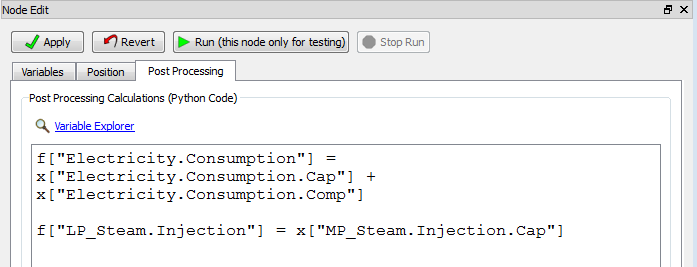 Node Edit
Apply Revert Run (this node only for testing) Stop Run
Variables Position Post Processing
Post Processing Calculations (Python Code)
Variable Explorer
f["Electricity.Consumption"] =
x["Electricity.Consumption.Cap"] +
x["Electricity.Consumption.Comp"]
f["LP_Steam.Injection"] = x["MP_Steam.Injection.Cap"]